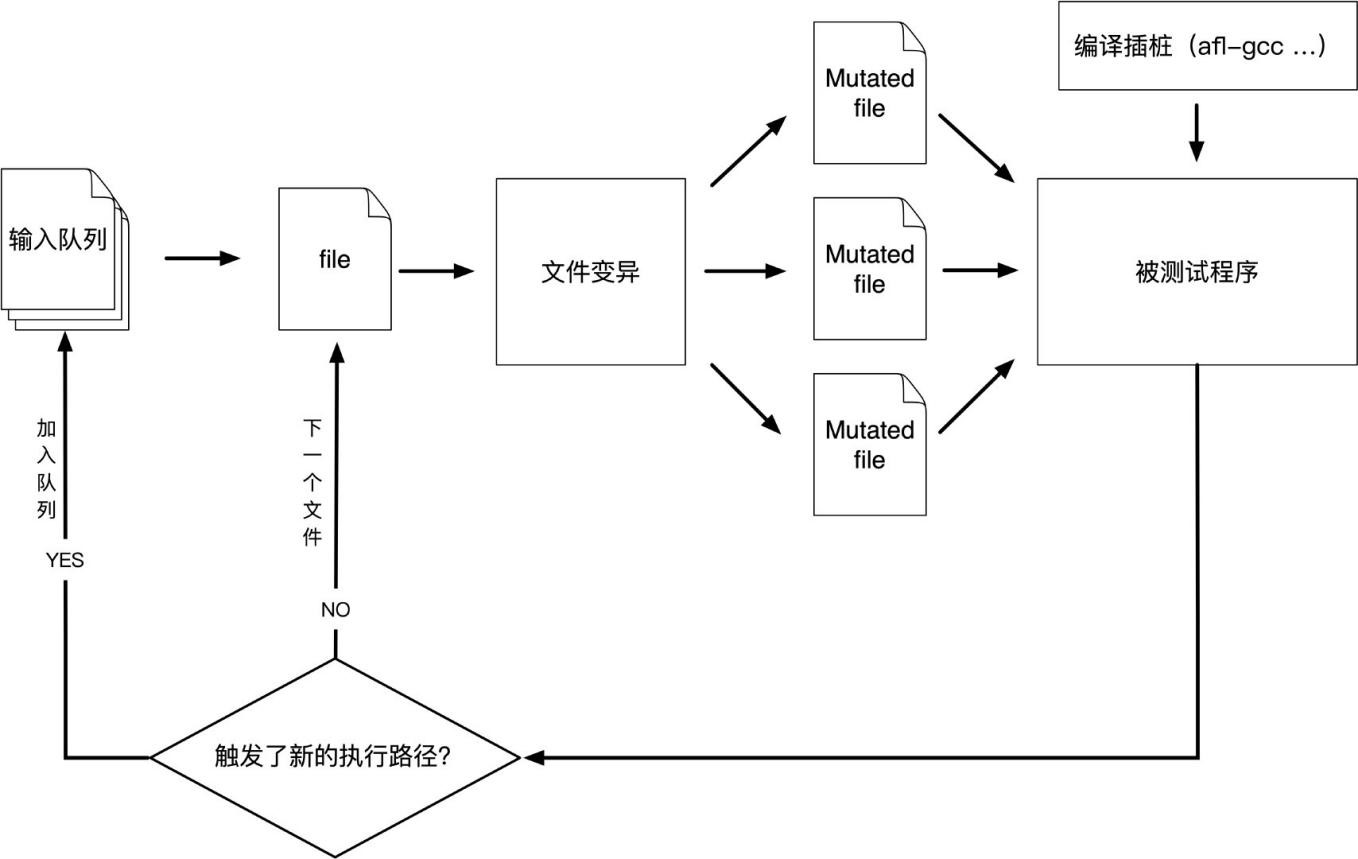 编译插桩（afl-gcc ...）
Mutated
file
输入队列
file
文件变异
Mutated
file
被测试程序
Mutated
file
加入队列
下一个文件
YES
NO
触发了新的执行路径?